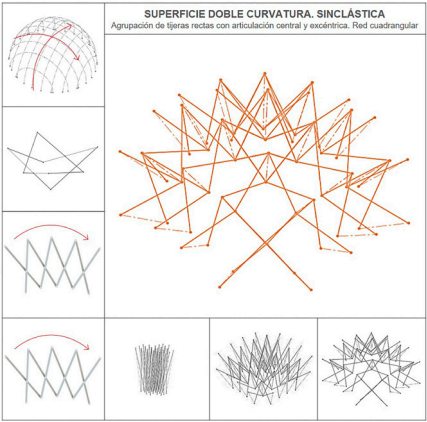 SUPERFICIE DOBLE CURVATURA. SINCLÁSTICA
Agrupación de tijeras rectas con articulación central y excéntrica. Red cuadrangular